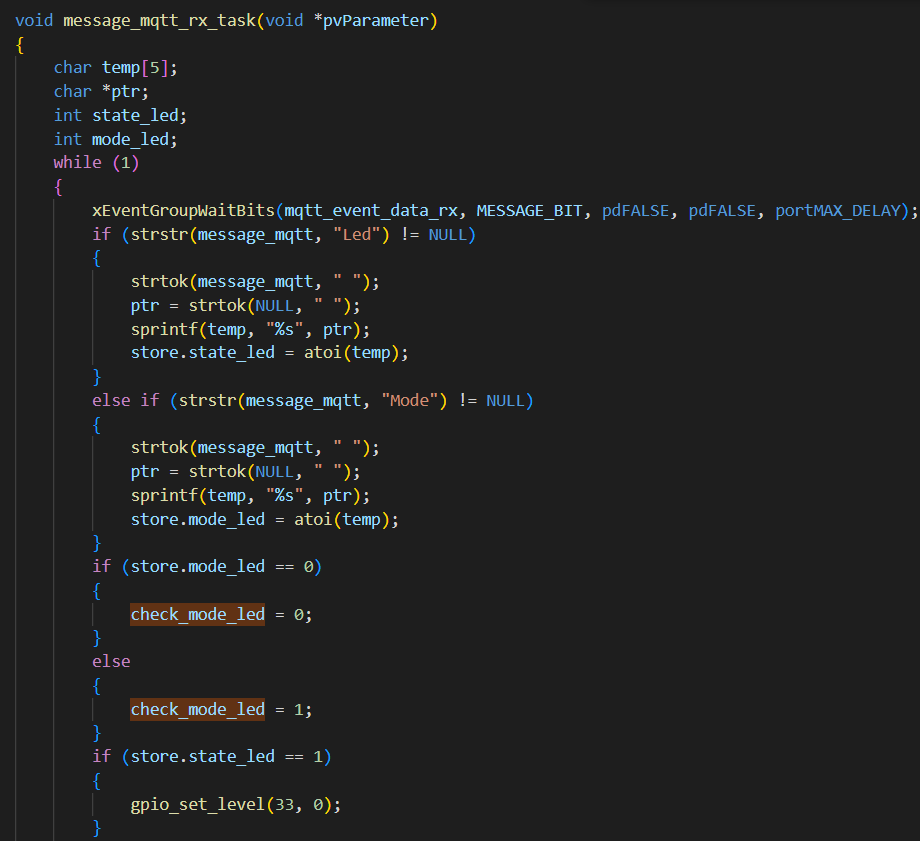 void message_mqtt_rx_task(void *pvParameter)
{
    char temp[5];
    char *ptr;
    int state_led;
    int mode_led;
    while (1)
    {
        xEventGroupWaitBits(mqtt_event_data_rx, MESSAGE_BIT, pdFALSE, pdFALSE, portMAX_DELAY);
        if (strstr(message_mqtt, "Led") != NULL)
        {
            strtok(message_mqtt, " ");
            ptr = strtok(NULL, " ");
            sprintf(temp, "%s", ptr);
            store.state_led = atoi(temp);
        }
        else if (strstr(message_mqtt, "Mode") != NULL)
        {
            strtok(message_mqtt, " ");
            ptr = strtok(NULL, " ");
            sprintf(temp, "%s", ptr);
            store.mode_led = atoi(temp);
        }
        if (store.mode_led == 0)
        {
            check_mode_led = 0;
        }
        else
        {
            check_mode_led = 1;
        }
        if (store.state_led == 1)
        {
            gpio_set_level(33, 0);
        }